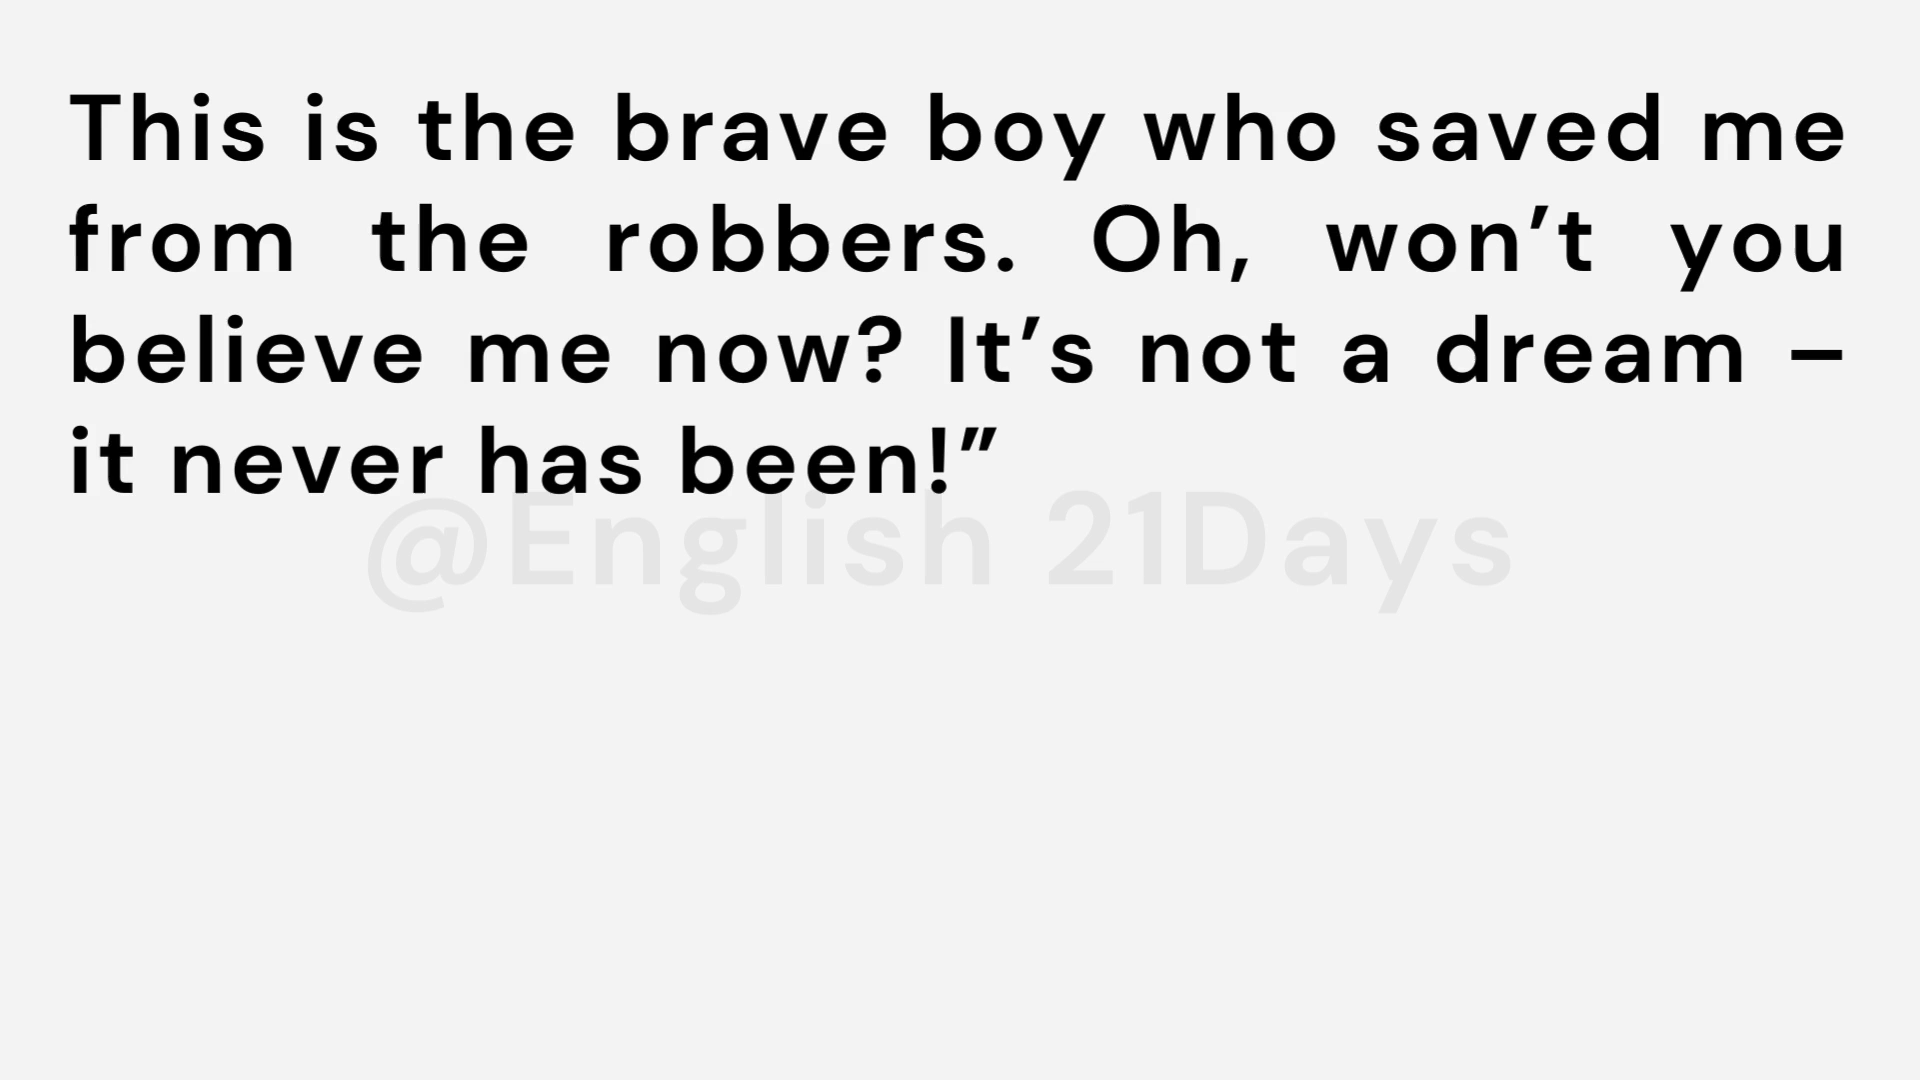 This is the brave boy who saved me
from the robbers. Oh, won’t you
believe me now? It’s not a dream –
it never has been!”
@English 21Days